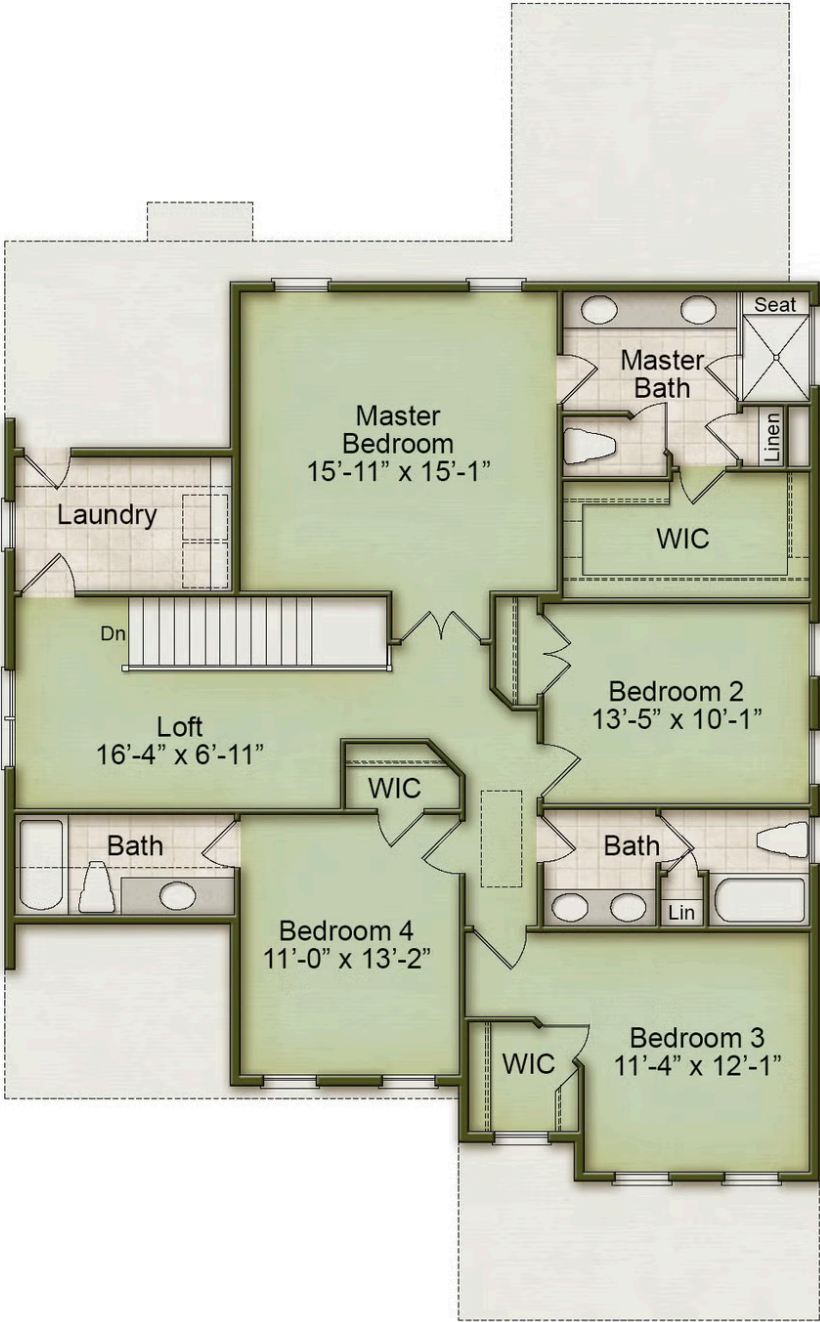 Seat
Master
Bath
Linen
Master
Bedroom
15’-11” x 15’-1”
Laundry
WIC
Dn
Bedroom 2
13’-5” x 10’-1”
Loft
16’-4” x 6’-11”
WIC
Bath
Bath
Lin
Bedroom 4
11’-0” x 13’-2”
Bedroom 3
11’-4” x 12’-1”
WIC